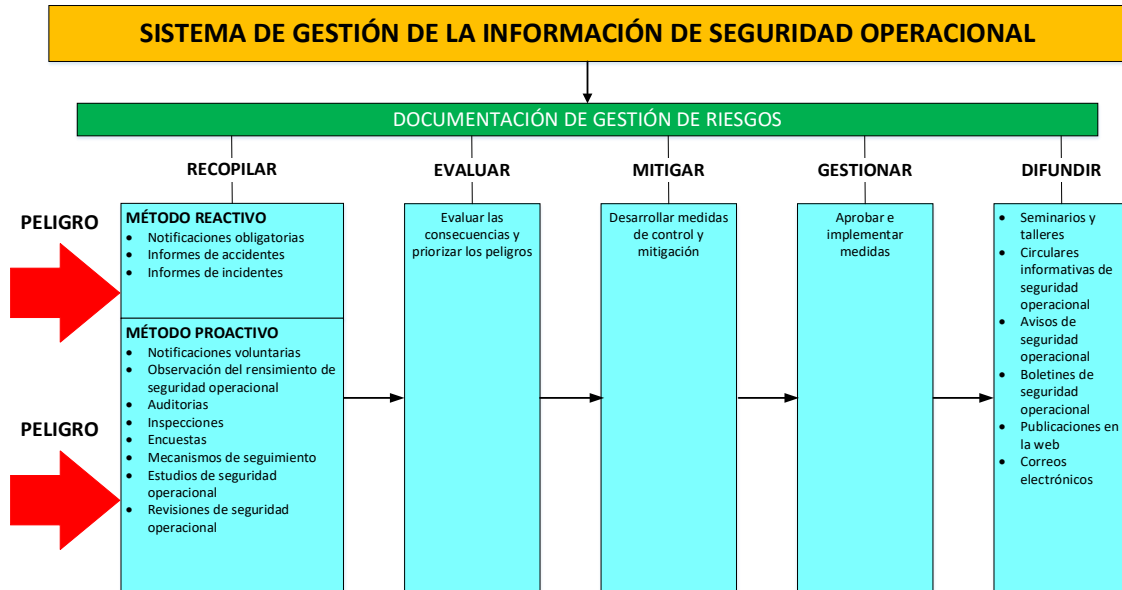 SISTEMA DE GESTIÓN DE LA INFORMACIÓN DE SEGURIDAD OPERACIONAL
DOCUMENTACIÓN DE GESTIÓN DE RIESGOS
RECOPILAR
EVALUAR
MITIGAR
GESTIONAR
DIFUNDIR
PELIGRO
MÉTODO REACTIVO
• Notificaciones obligatorias
• Informes de accidentes
• Informes de incidentes
PELIGRO
MÉTODO PROACTIVO
• Notificaciones voluntarias
• Observación del rensimiento de
seguridad operacional
• Auditorias
• Inspecciones
• Encuestas
• Mecanismos de seguimiento
• Estudios de seguridad
operacional
• Revisiones de seguridad
operacional
Evaluar las
consecuencias y
priorizar los peligros
Desarrollar medidas
de control y
mitigación
Aprobar e
implementar
medidas
• Seminarios y
talleres
• Circulares
informativas de
seguridad
operacional
• Avisos de
seguridad
operacional
• Boletines de
seguridad
operacional
• Publicaciones en
la web
• Correos
electrónicos